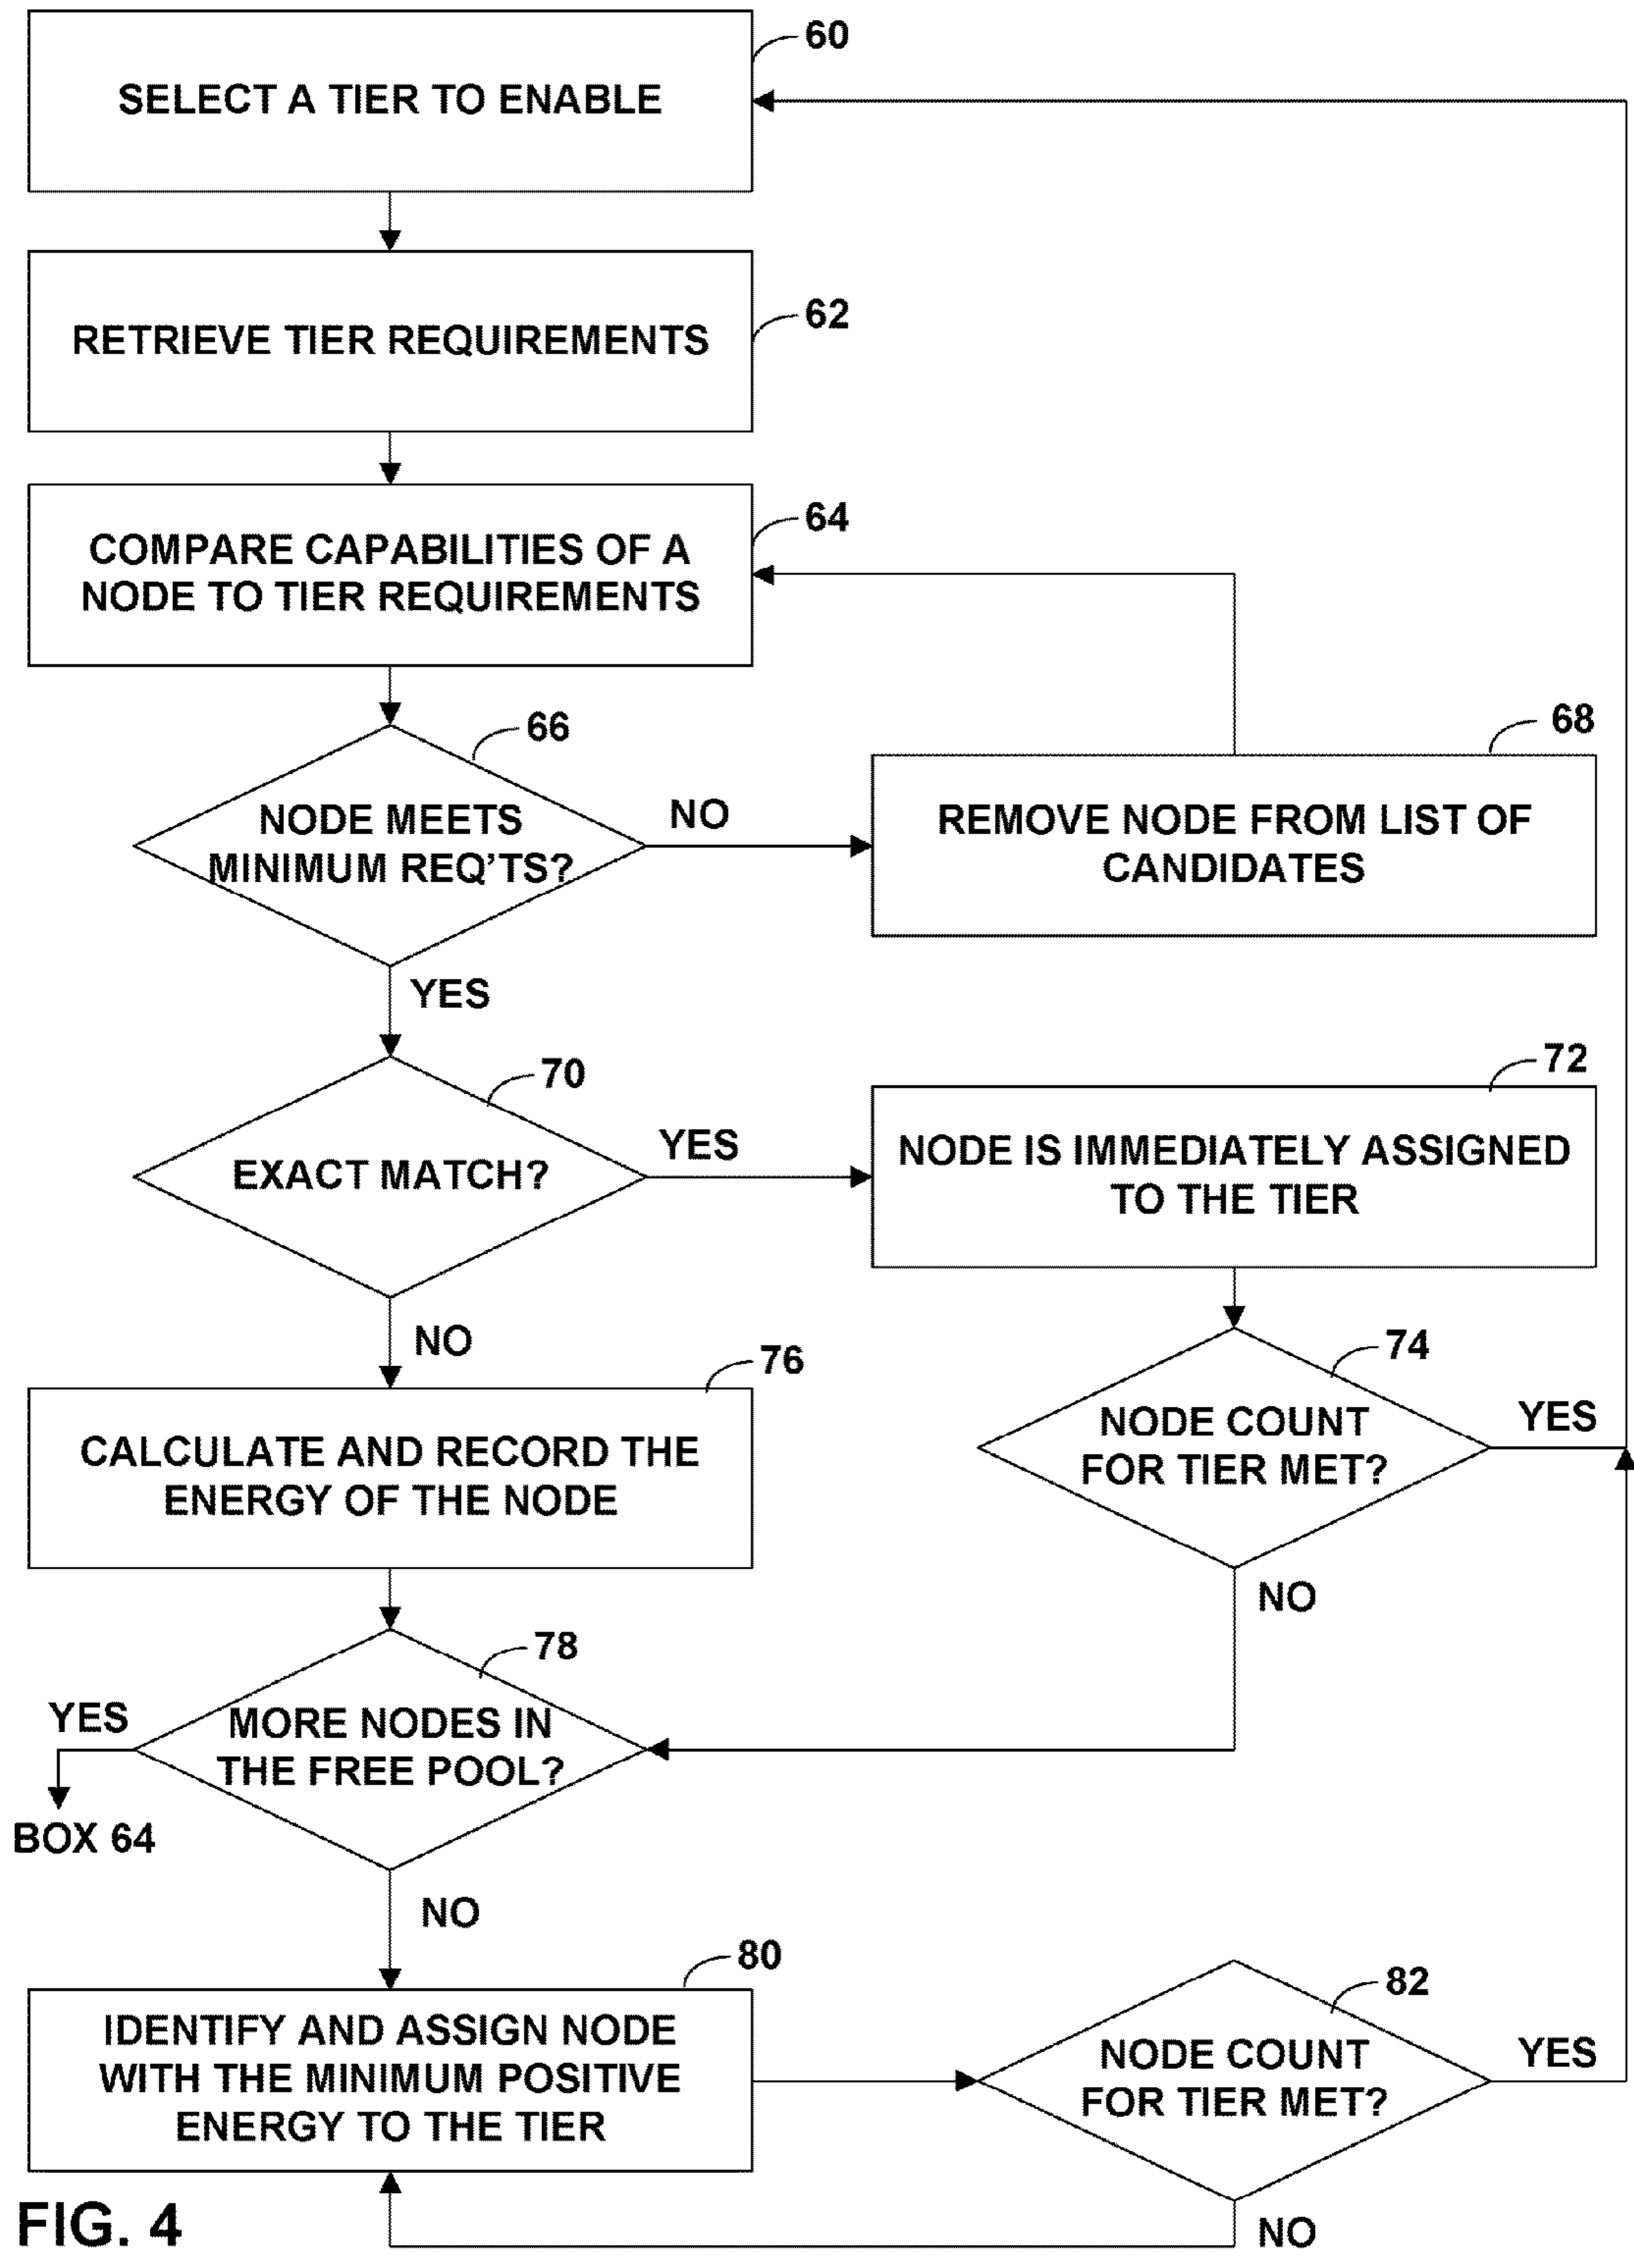 60
SELECT A TIER TO ENABLE
62
RETRIEVE TIER REQUIREMENTS
64
COMPARE CAPABILITIES OF A
NODE TO TIER REQUIREMENTS
66
NODE MEETS
MINIMUM REQ'TS?
NO
68
REMOVE NODE FROM LIST OF
CANDIDATES
YES
70
EXACT MATCH?
YES
72
NODE IS IMMEDIATELY ASSIGNED
TO THE TIER
NO
74
NODE COUNT
FOR TIER MET?
YES
NO
76
CALCULATE AND RECORD THE
ENERGY OF THE NODE
78
MORE NODES IN
THE FREE POOL?
YES
BOX 64
NO
80
IDENTIFY AND ASSIGN NODE
WITH THE MINIMUM POSITIVE
ENERGY TO THE TIER
82
NODE COUNT
FOR TIER MET?
YES
NO
FIG. 4